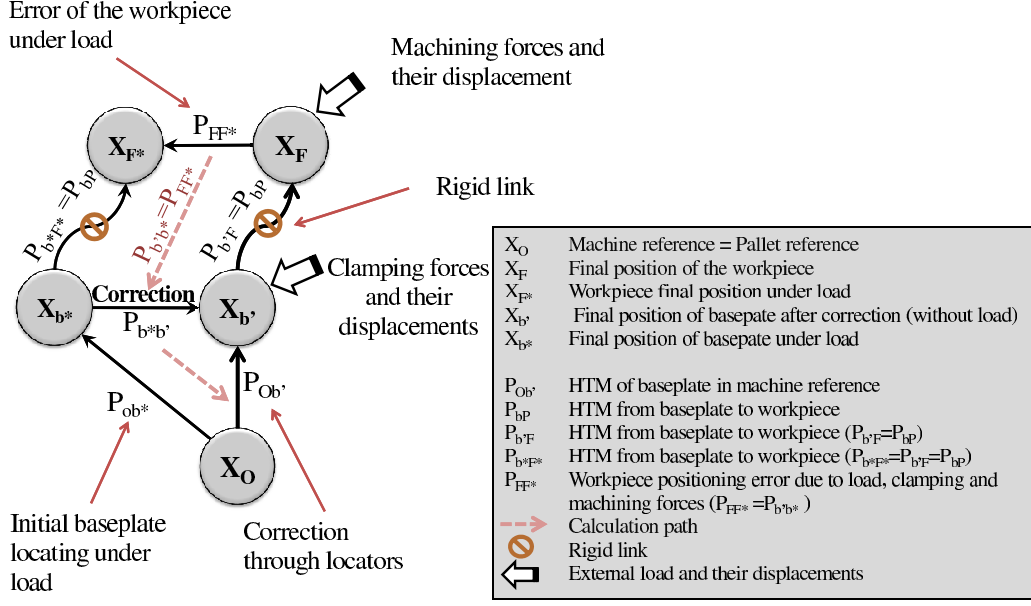 Error of the workpiece
under load
Machining forces and
their displacement
P_FF*
X_F*
X_F
P_b*F* =P_bP
P_b'b* =P_FF*
P_b'F =P_bP
Rigid link
Clamping forces
and their
displacements
Correction
X_b*
X_b'
P_b*b'
P_ob*
P_Ob'
X_O
Initial baseplate
locating under
load
Correction
through locators
X_O Machine reference = Pallet reference
X_F Final position of the workpiece
X_F* Workpiece final position under load
X_b' Final position of basepate after correction (without load)
X_b* Final position of basepate under load
P_Ob' HTM of baseplate in machine reference
P_bP HTM from baseplate to workpiece
P_b'F HTM from baseplate to workpiece (P_b'F=P_bP)
P_b*F* HTM from baseplate to workpiece (P_b*F*=P_b'F=P_bP)
P_FF* Workpiece positioning error due to load, clamping and
machining forces (P_FF* =P_b'b* )
Calculation path
Rigid link
External load and their displacements